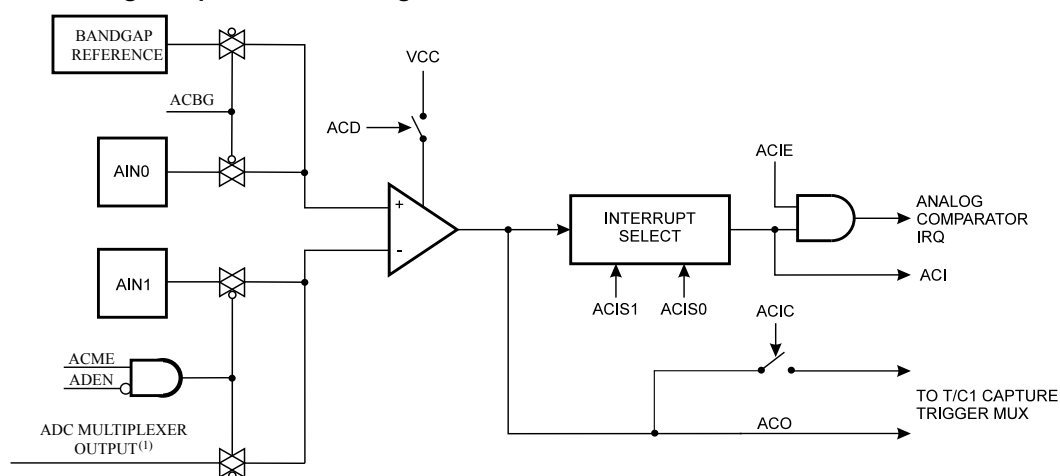 BANDGAP
REFERENCE
VCC
ACBG
ACD
AIN0
ACIE
+
-
INTERRUPT
SELECT
ANALOG
COMPARATOR
IRQ
AIN1
ACI
ACIS1
ACIS0
ACIC
ACME
ADEN
TO T/C1 CAPTURE
TRIGGER MUX
ACO
ADC MULTIPLEXER
OUTPUT(1)